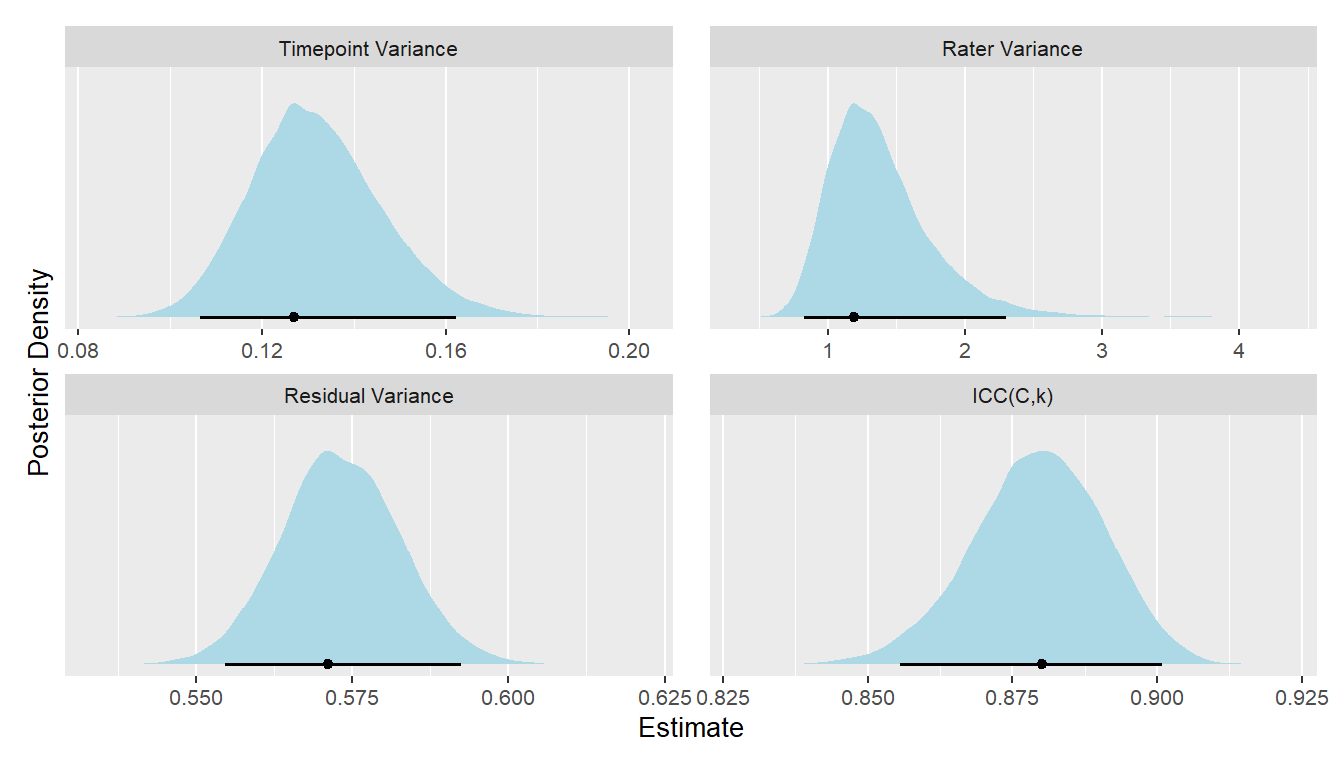 Timepoint Variance
Rater Variance
0.08 0.12 0.16 0.20
1 2 3 4
Posterior Density
Residual Variance
ICC(C,k)
0.550 0.575 0.600 0.625
0.825 0.850 0.875 0.900 0.925
Estimate